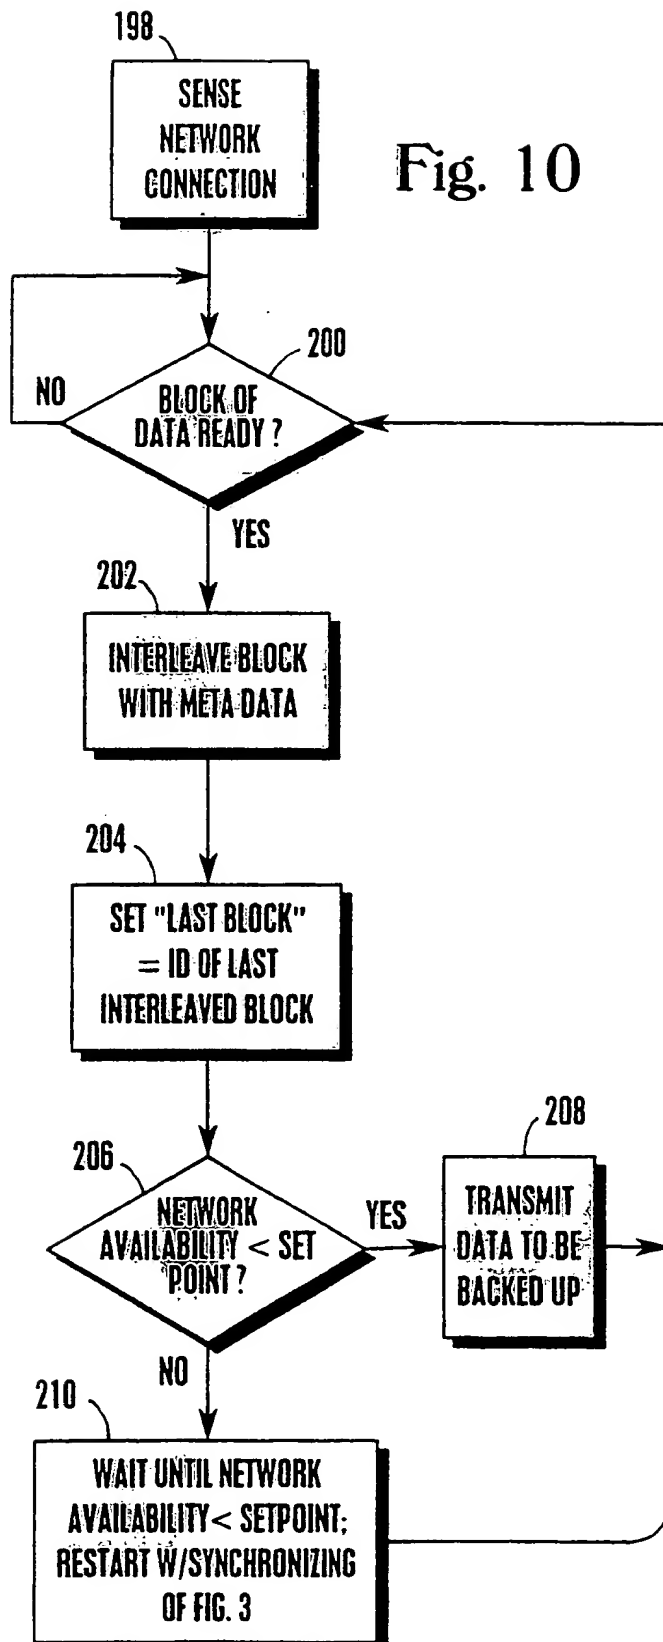 198
SENSE
NETWORK
CONNECTION
Fig. 10
200
BLOCK OF
DATA READY ?
NO
YES
202
INTERLEAVE BLOCK
WITH META DATA
204
SET "LAST BLOCK"
= ID OF LAST
INTERLEAVED BLOCK
206
NETWORK
AVAILABILITY < SET
POINT ?
YES
208
TRANSMIT
DATA TO BE
BACKED UP
NO
210
WAIT UNTIL NETWORK
AVAILABILITY < SETPOINT;
RESTART W/SYNCHRONIZING
OF FIG. 3